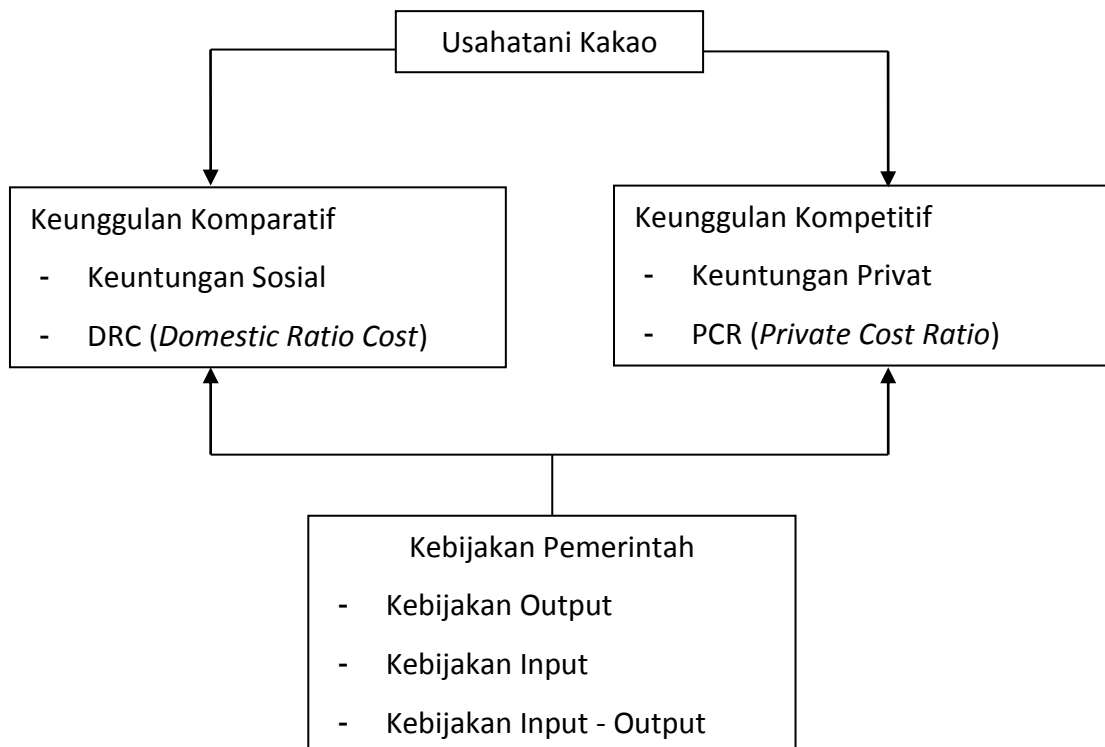 Usahatani Kakao
Keunggulan Komparatif
- Keuntungan Sosial
- DRC (Domestic Ratio Cost)
Keunggulan Kompetitif
- Keuntungan Privat
- PCR (Private Cost Ratio)
Kebijakan Pemerintah
- Kebijakan Output
- Kebijakan Input
- Kebijakan Input - Output